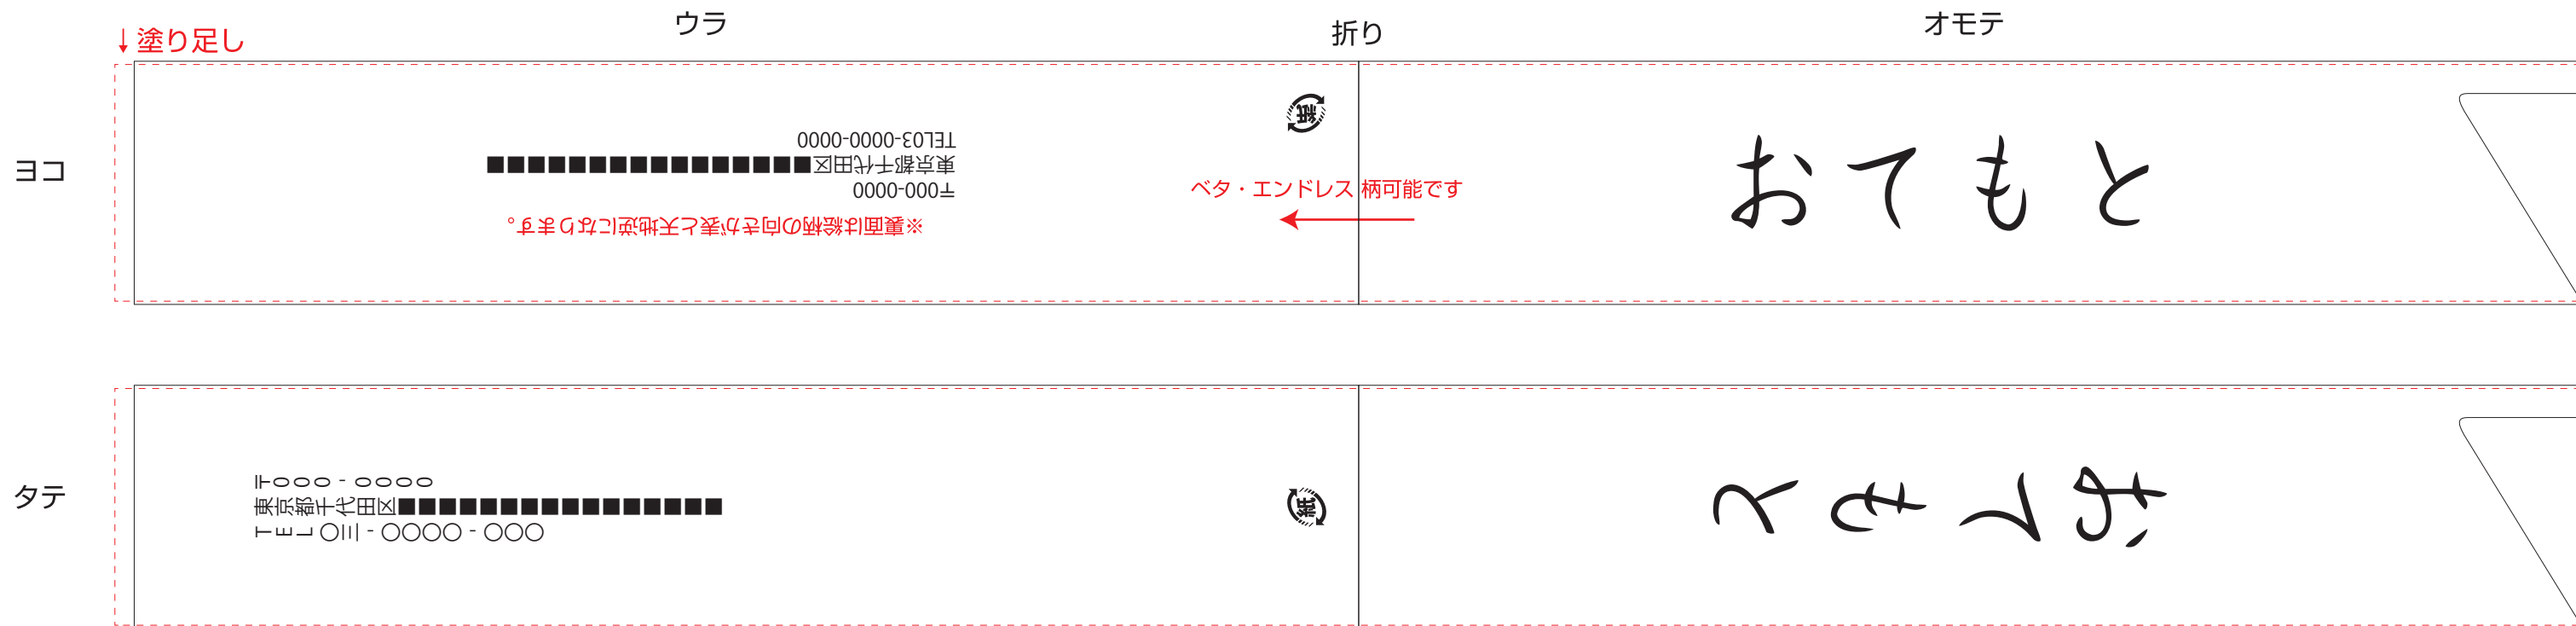 ウラ
折り
オモテ
↓塗り足し
ヨコ
※裏面は絵柄の向きが表と天地逆になります。
〒000-0000
東京都千代田区■■■■■■■■■■■■■■■■
TEL03-0000-0000
紙
ベタ・エンドレス 柄可能です
おてもと
タテ
〒000-0000
東京都千代田区■■■■■■■■■■■■■■■■
TEL〇三-〇〇〇〇-〇〇〇
紙
おてもと